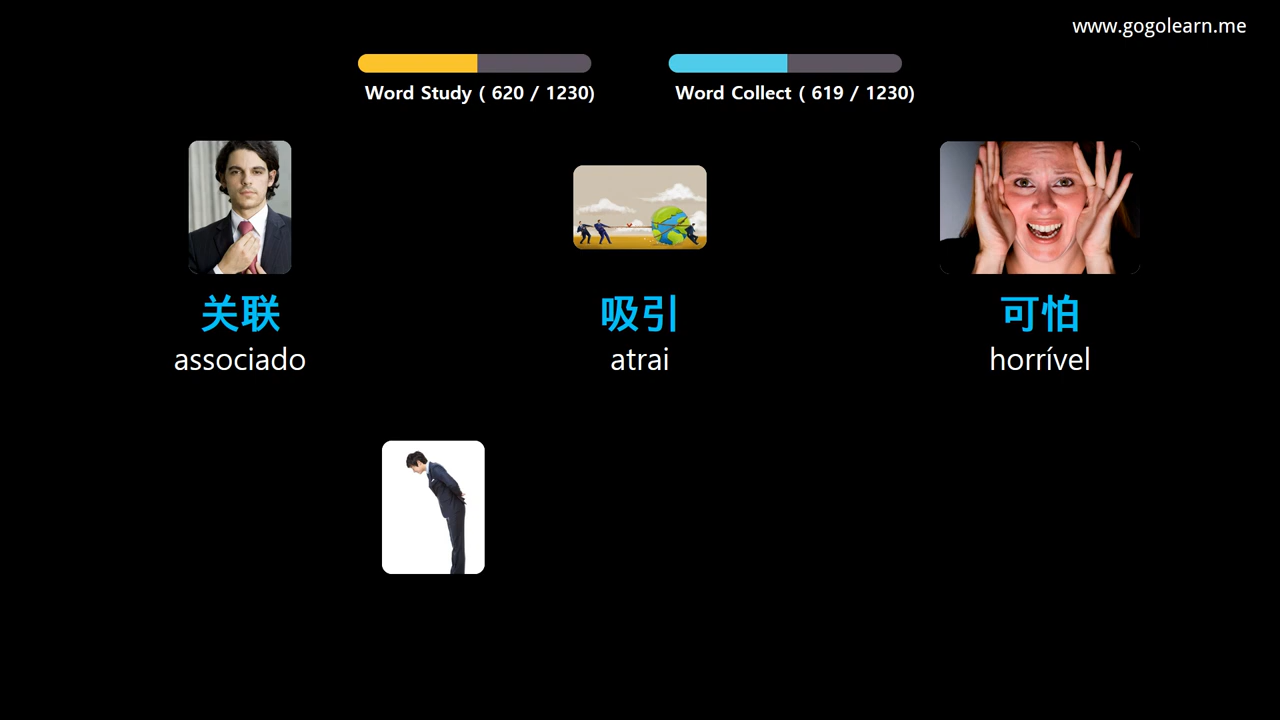 www.gogolearn.me
Word Study ( 620 / 1230)
Word Collect ( 619 / 1230)
关联
吸引
可怕
associado
atrai
horrível